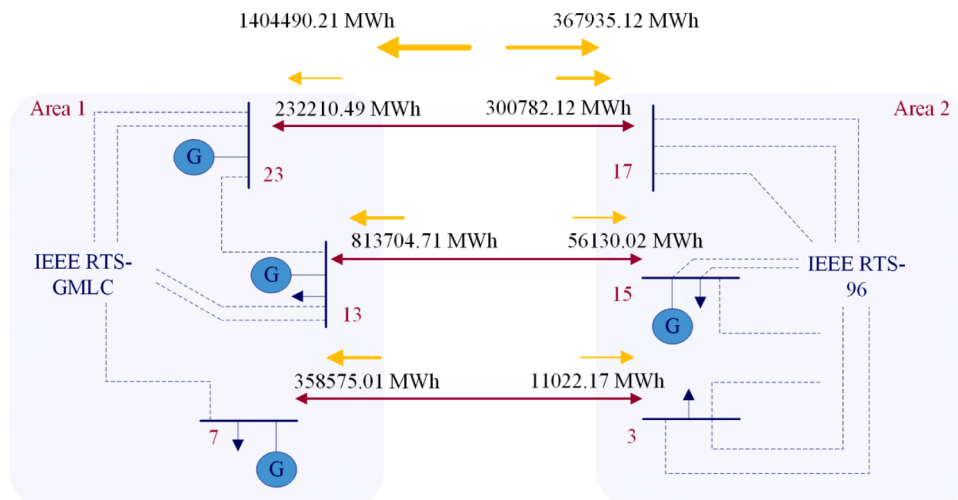 1404490.21 MWh
367935.12 MWh
Area 1
232210.49 MWh
300782.12 MWh
Area 2
G
23
17
813704.71 MWh
56130.02 MWh
IEEE RTS-
GMLC
G
13
15
IEEE RTS-
96
G
358575.01 MWh
11022.17 MWh
7
3
G